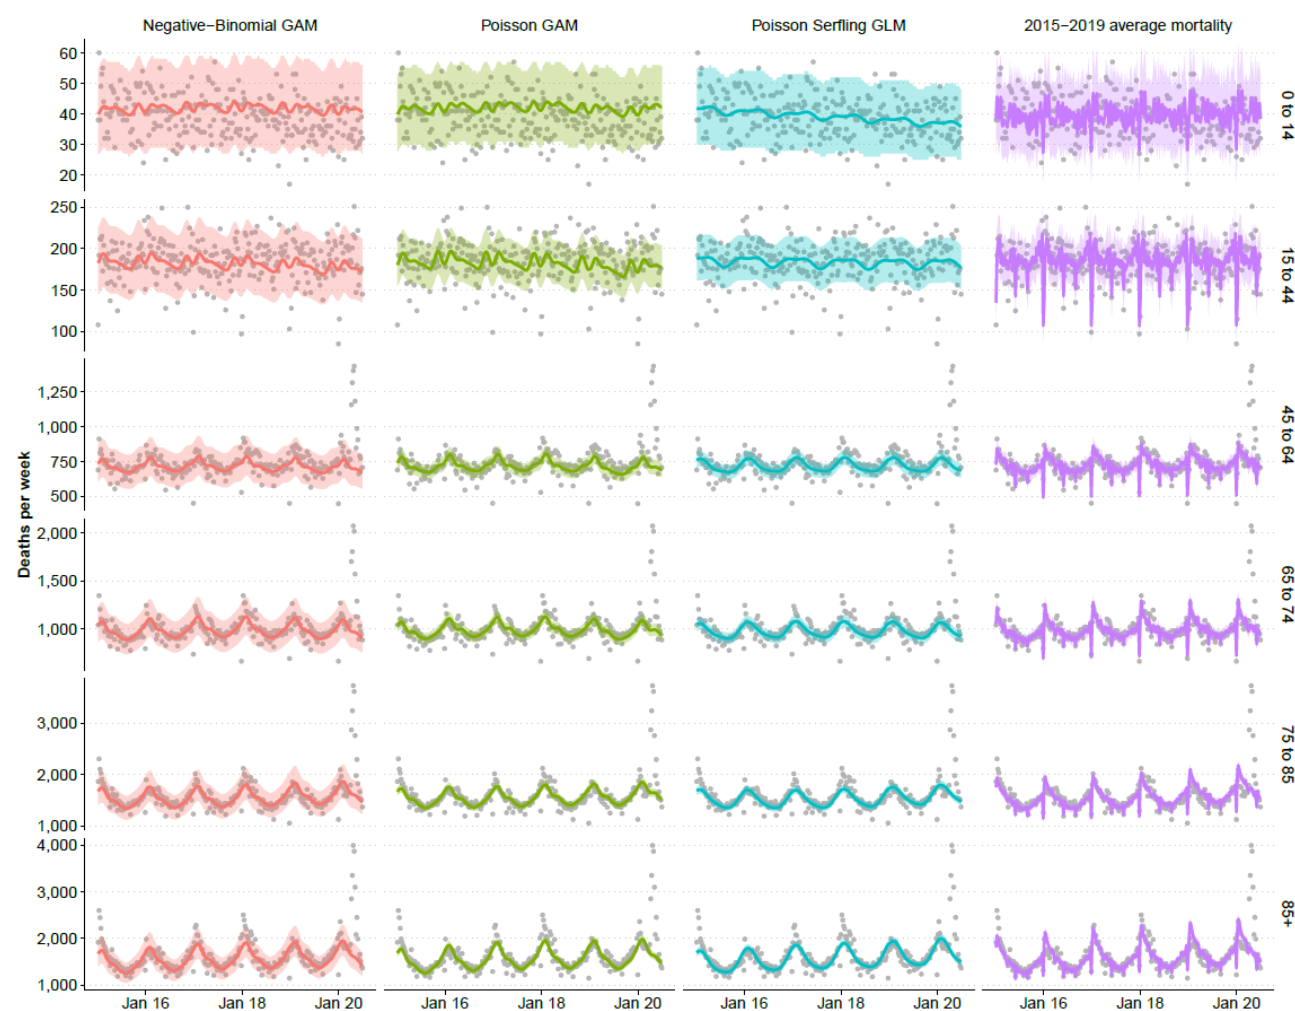 Negative−Binomial GAM
Poisson GAM
Poisson Serfling GLM
2015−2019 average mortality
Deaths per week
60
50
40
30
20
0 to 14
250
200
150
100
15 to 44
1,250
1,000
750
500
45 to 64
2,000
1,500
1,000
65 to 74
3,000
2,000
1,000
75 to 85
4,000
3,000
2,000
1,000
85+
Jan 16 Jan 18 Jan 20
Jan 16 Jan 18 Jan 20
Jan 16 Jan 18 Jan 20
Jan 16 Jan 18 Jan 20